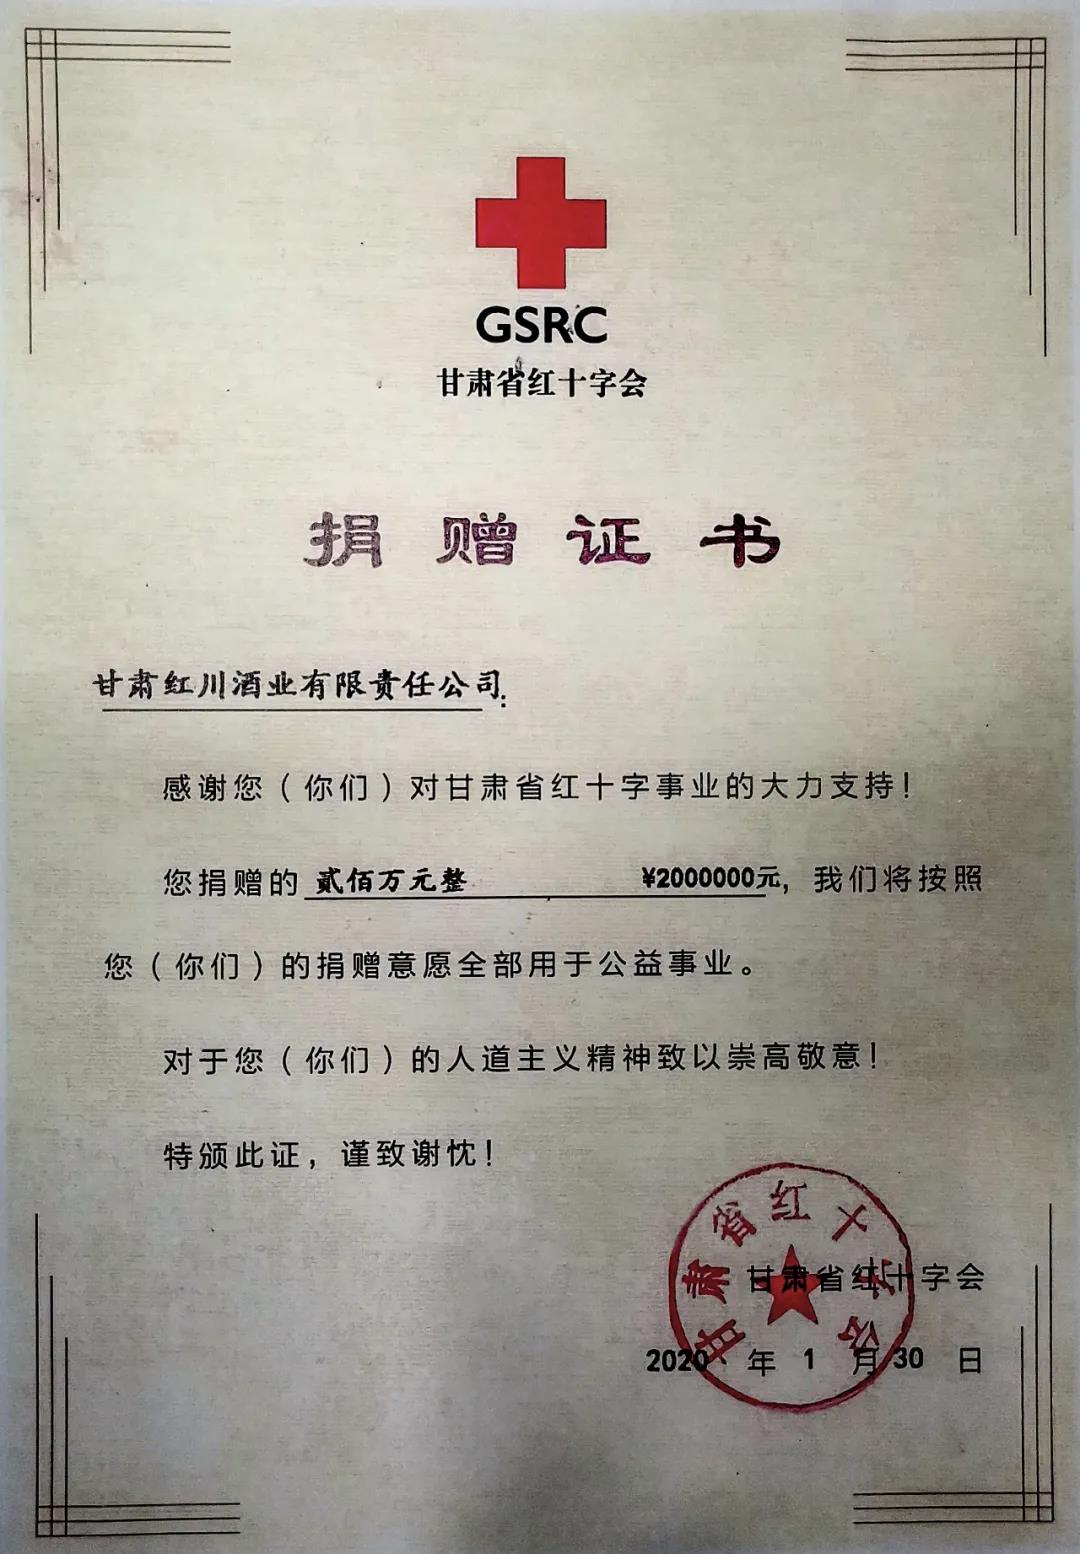 GSRC
甘肃省红十字会
捐赠证书
甘肃红川酒业有限责任公司:
感谢您（你们）对甘肃省红十字事业的大力支持！
您捐赠的 贰佰万元整 ¥2000000元，我们将按照
您（你们）的捐赠意愿全部用于公益事业。
对于您（你们）的人道主义精神致以崇高敬意！
特颁此证，谨致谢忱！
甘肃省红十字会
甘肃省红十字会
2020 年 1 月 30 日